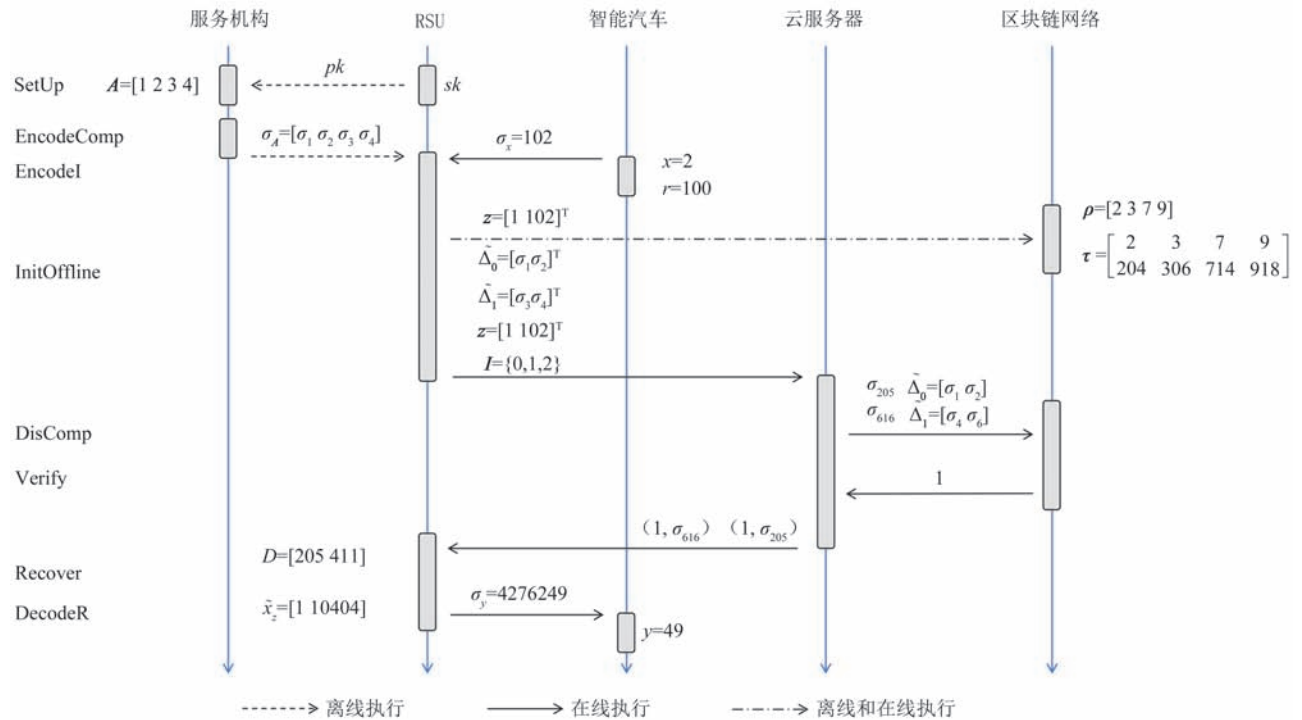 服务机构 RSU 智能汽车 云服务器 区块链网络
SetUp A=[1 2 3 4] pk sk
EncodeComp σ_A=[σ₁ σ₂ σ₃ σ₄] σ_x=102
EncodeI x=2
r=100
z=[1 102]ᵀ ρ=[2 3 7 9]
Δ̃₀=[σ₁σ₂]ᵀ τ=[2 3 7 9
204 306 714 918]
InitOffline
Δ̃₁=[σ₃σ₄]ᵀ
z=[1 102]ᵀ
I={0,1,2}
σ₂₀₅ Δ̃₀=[σ₁ σ₂]
σ₆₁₆ Δ̃₁=[σ₄ σ₆]
DisComp
Verify 1
(1, σ₆₁₆) (1, σ₂₀₅)
D=[205 411]
Recover
DecodeR x̃_z=[1 10404] σ_y=4276249
y=49
离线执行 在线执行 离线和在线执行